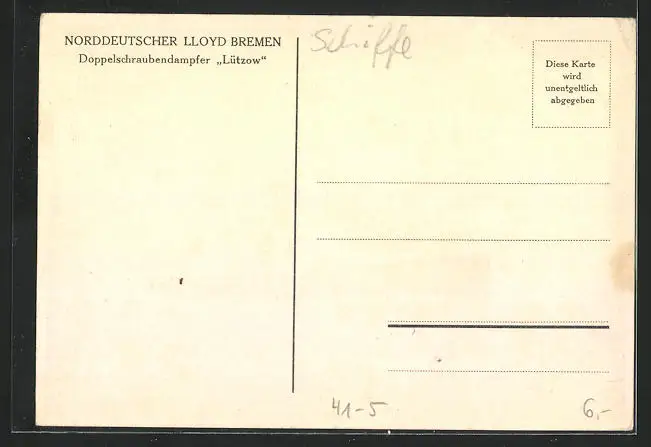 NORDDEUTSCHER LLOYD BREMEN
Doppelschraubendampfer „Lützow“
Schiffe
Diese Karte
wird
unentgeltlich
abgegeben
41-5
6,-